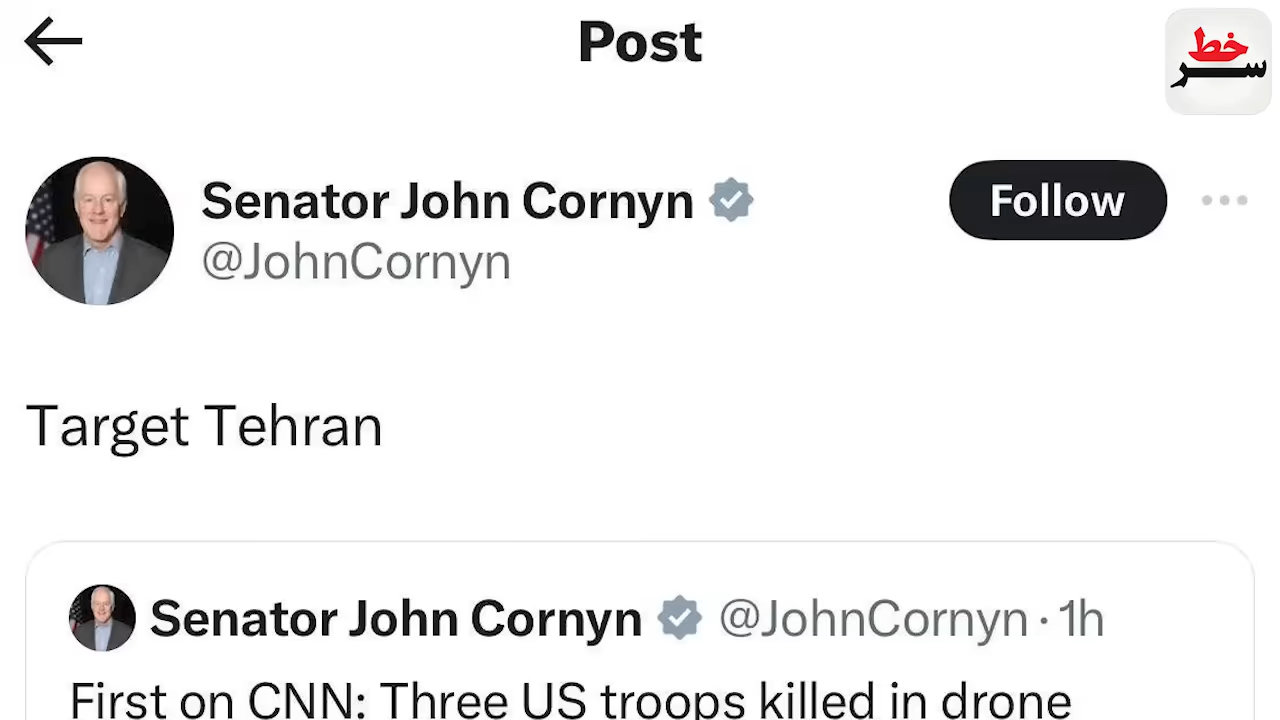 Post
خط
سر
Senator John Cornyn
Follow
@JohnCornyn
Target Tehran
Senator John Cornyn @JohnCornyn · 1h
First on CNN: Three US troops killed in drone